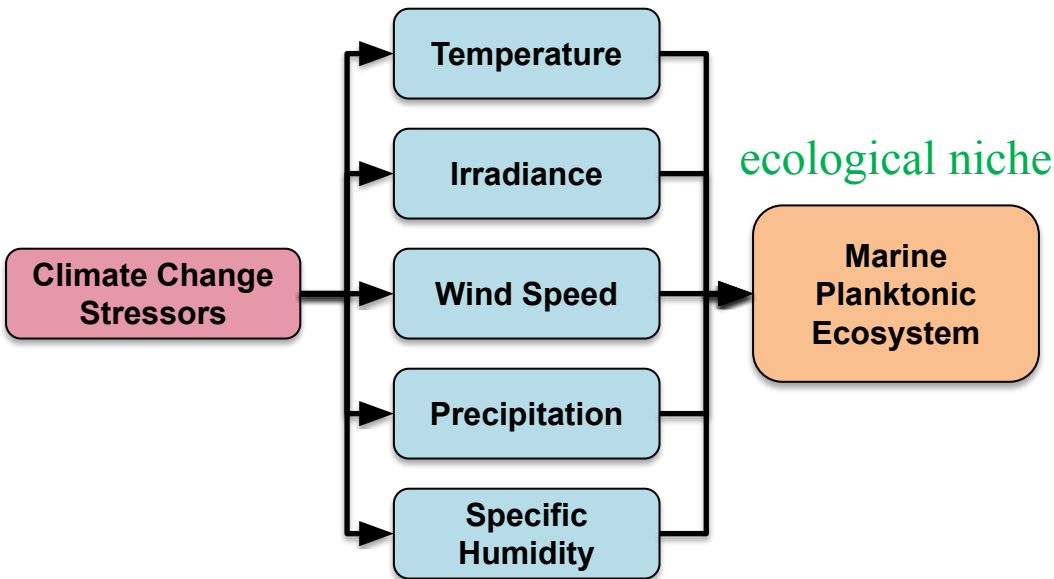 Temperature
Irradiance
ecological niche
Climate Change
Stressors
Wind Speed
Marine
Planktonic
Ecosystem
Precipitation
Specific
Humidity